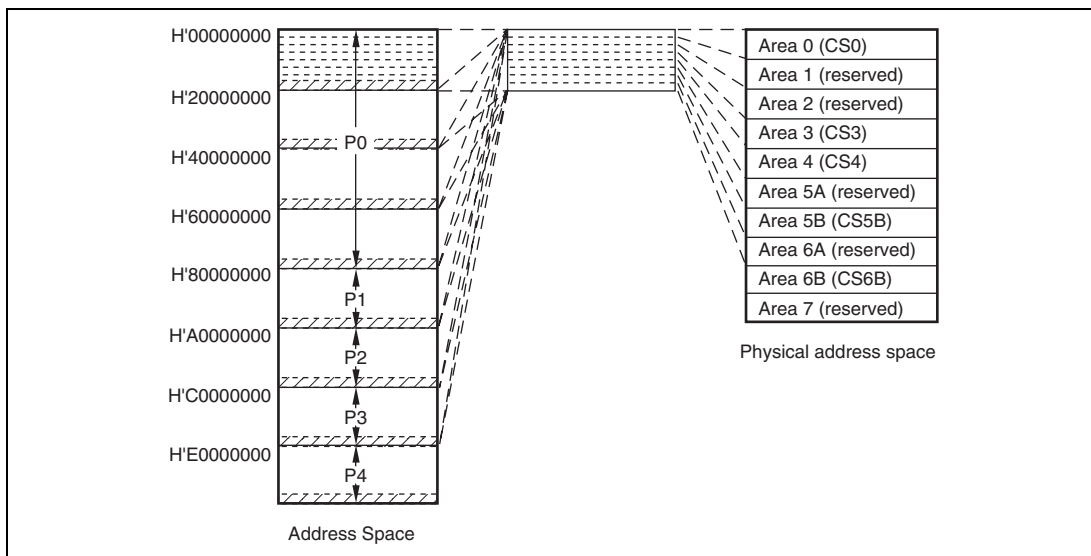 H'00000000
H'20000000
H'40000000
H'60000000
H'80000000
H'A0000000
H'C0000000
H'E0000000
P0
P1
P2
P3
P4
Address Space
Area 0 (CS0)
Area 1 (reserved)
Area 2 (reserved)
Area 3 (CS3)
Area 4 (CS4)
Area 5A (reserved)
Area 5B (CS5B)
Area 6A (reserved)
Area 6B (CS6B)
Area 7 (reserved)
Physical address space